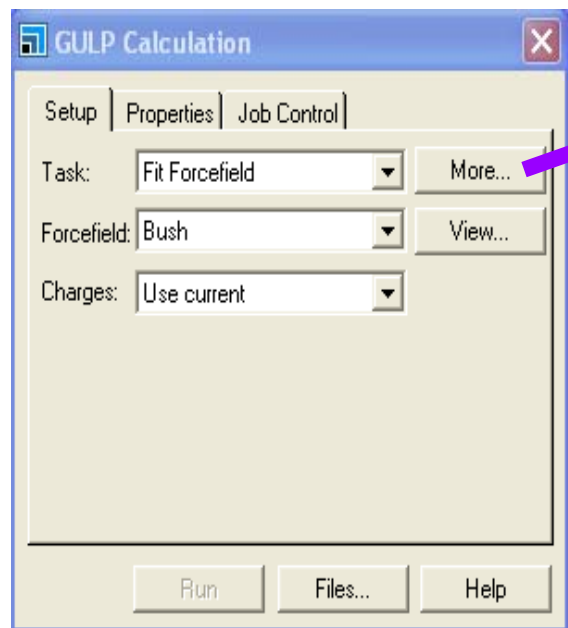 GULP Calculation
Setup Properties Job Control
Task: Fit Forcefield More...
Forcefield: Bush View...
Charges: Use current
Run Files... Help